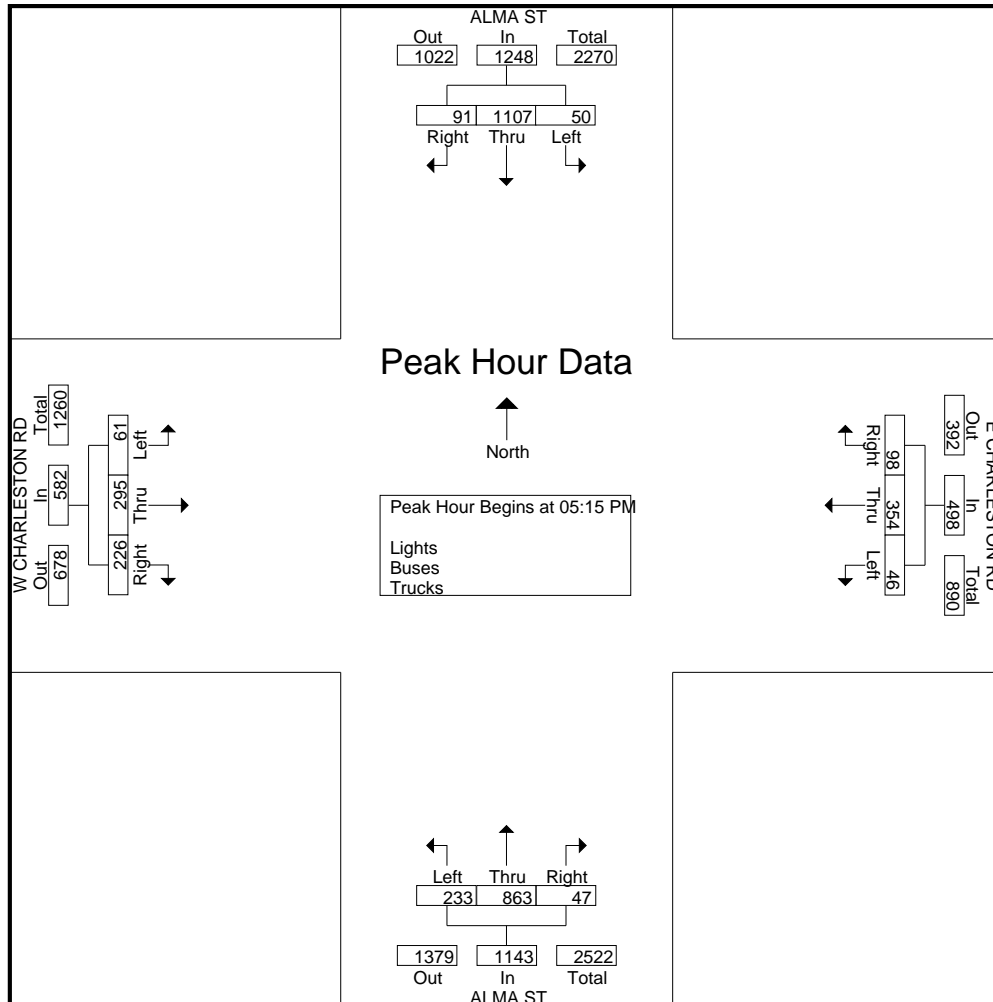 ALMA ST
Out In Total
1022 1248 2270
91 1107 50
Right Thru Left
Peak Hour Data
North
Peak Hour Begins at 05:15 PM
Lights
Buses
Trucks
W CHARLESTON RD
Total In Out
1260 582 678
61 295 226
Left Thru Right
E CHARLESTON RD
Out In Total
392 498 890
98 354 46
Right Thru Left
Left Thru Right
233 863 47
1379 1143 2522
Out In Total
ALMA ST